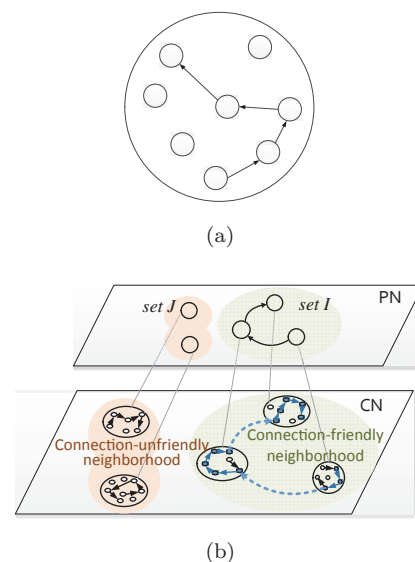 (a)
set J
set I
PN
CN
Connection-unfriendly
neighborhood
Connection-friendly
neighborhood
(b)